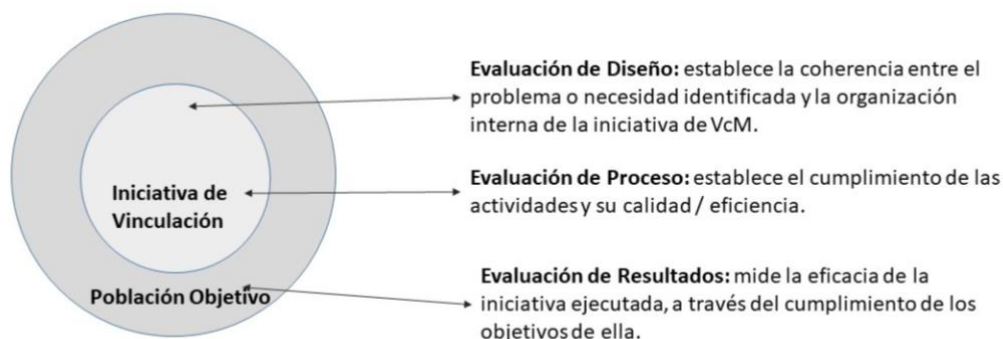 Evaluación de Diseño: establece la coherencia entre el
problema o necesidad identificada y la organización
interna de la iniciativa de VcM.
Evaluación de Proceso: establece el cumplimiento de las
actividades y su calidad / eficiencia.
Iniciativa de
Vinculación
Evaluación de Resultados: mide la eficacia de la
iniciativa ejecutada, a través del cumplimiento de los
objetivos de ella.
Población Objetivo